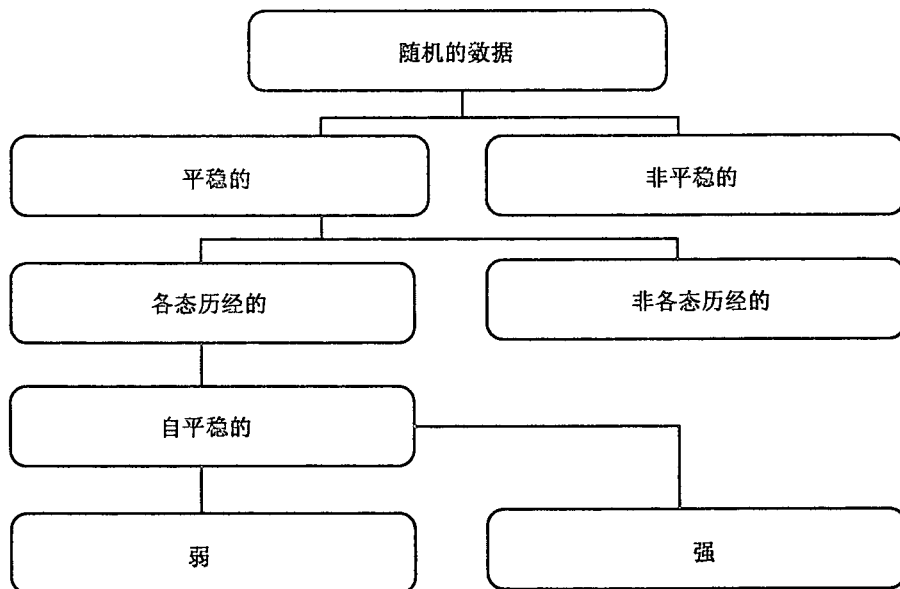 随机的数据
平稳的
非平稳的
各态历经的
非各态历经的
自平稳的
弱
强